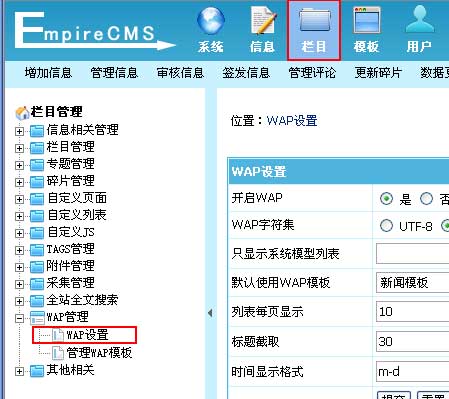 EmpireCMS
系统 信息 栏目 模板 用户
增加信息 管理信息 审核信息 签发信息 管理评论 更新碎片 数据
栏目管理
信息相关管理
栏目管理
专题管理
碎片管理
自定义页面
自定义列表
自定义JS
TAGS管理
附件管理
采集管理
全站全文搜索
WAP管理
WAP设置
管理WAP模板
其他相关
位置：WAP设置
WAP设置
开启WAP 是 否
WAP字符集 UTF-8
只显示系统模型列表
默认使用WAP模板 新闻模板
列表每页显示 10
标题截取 30
时间显示格式 m-d
提交 重置